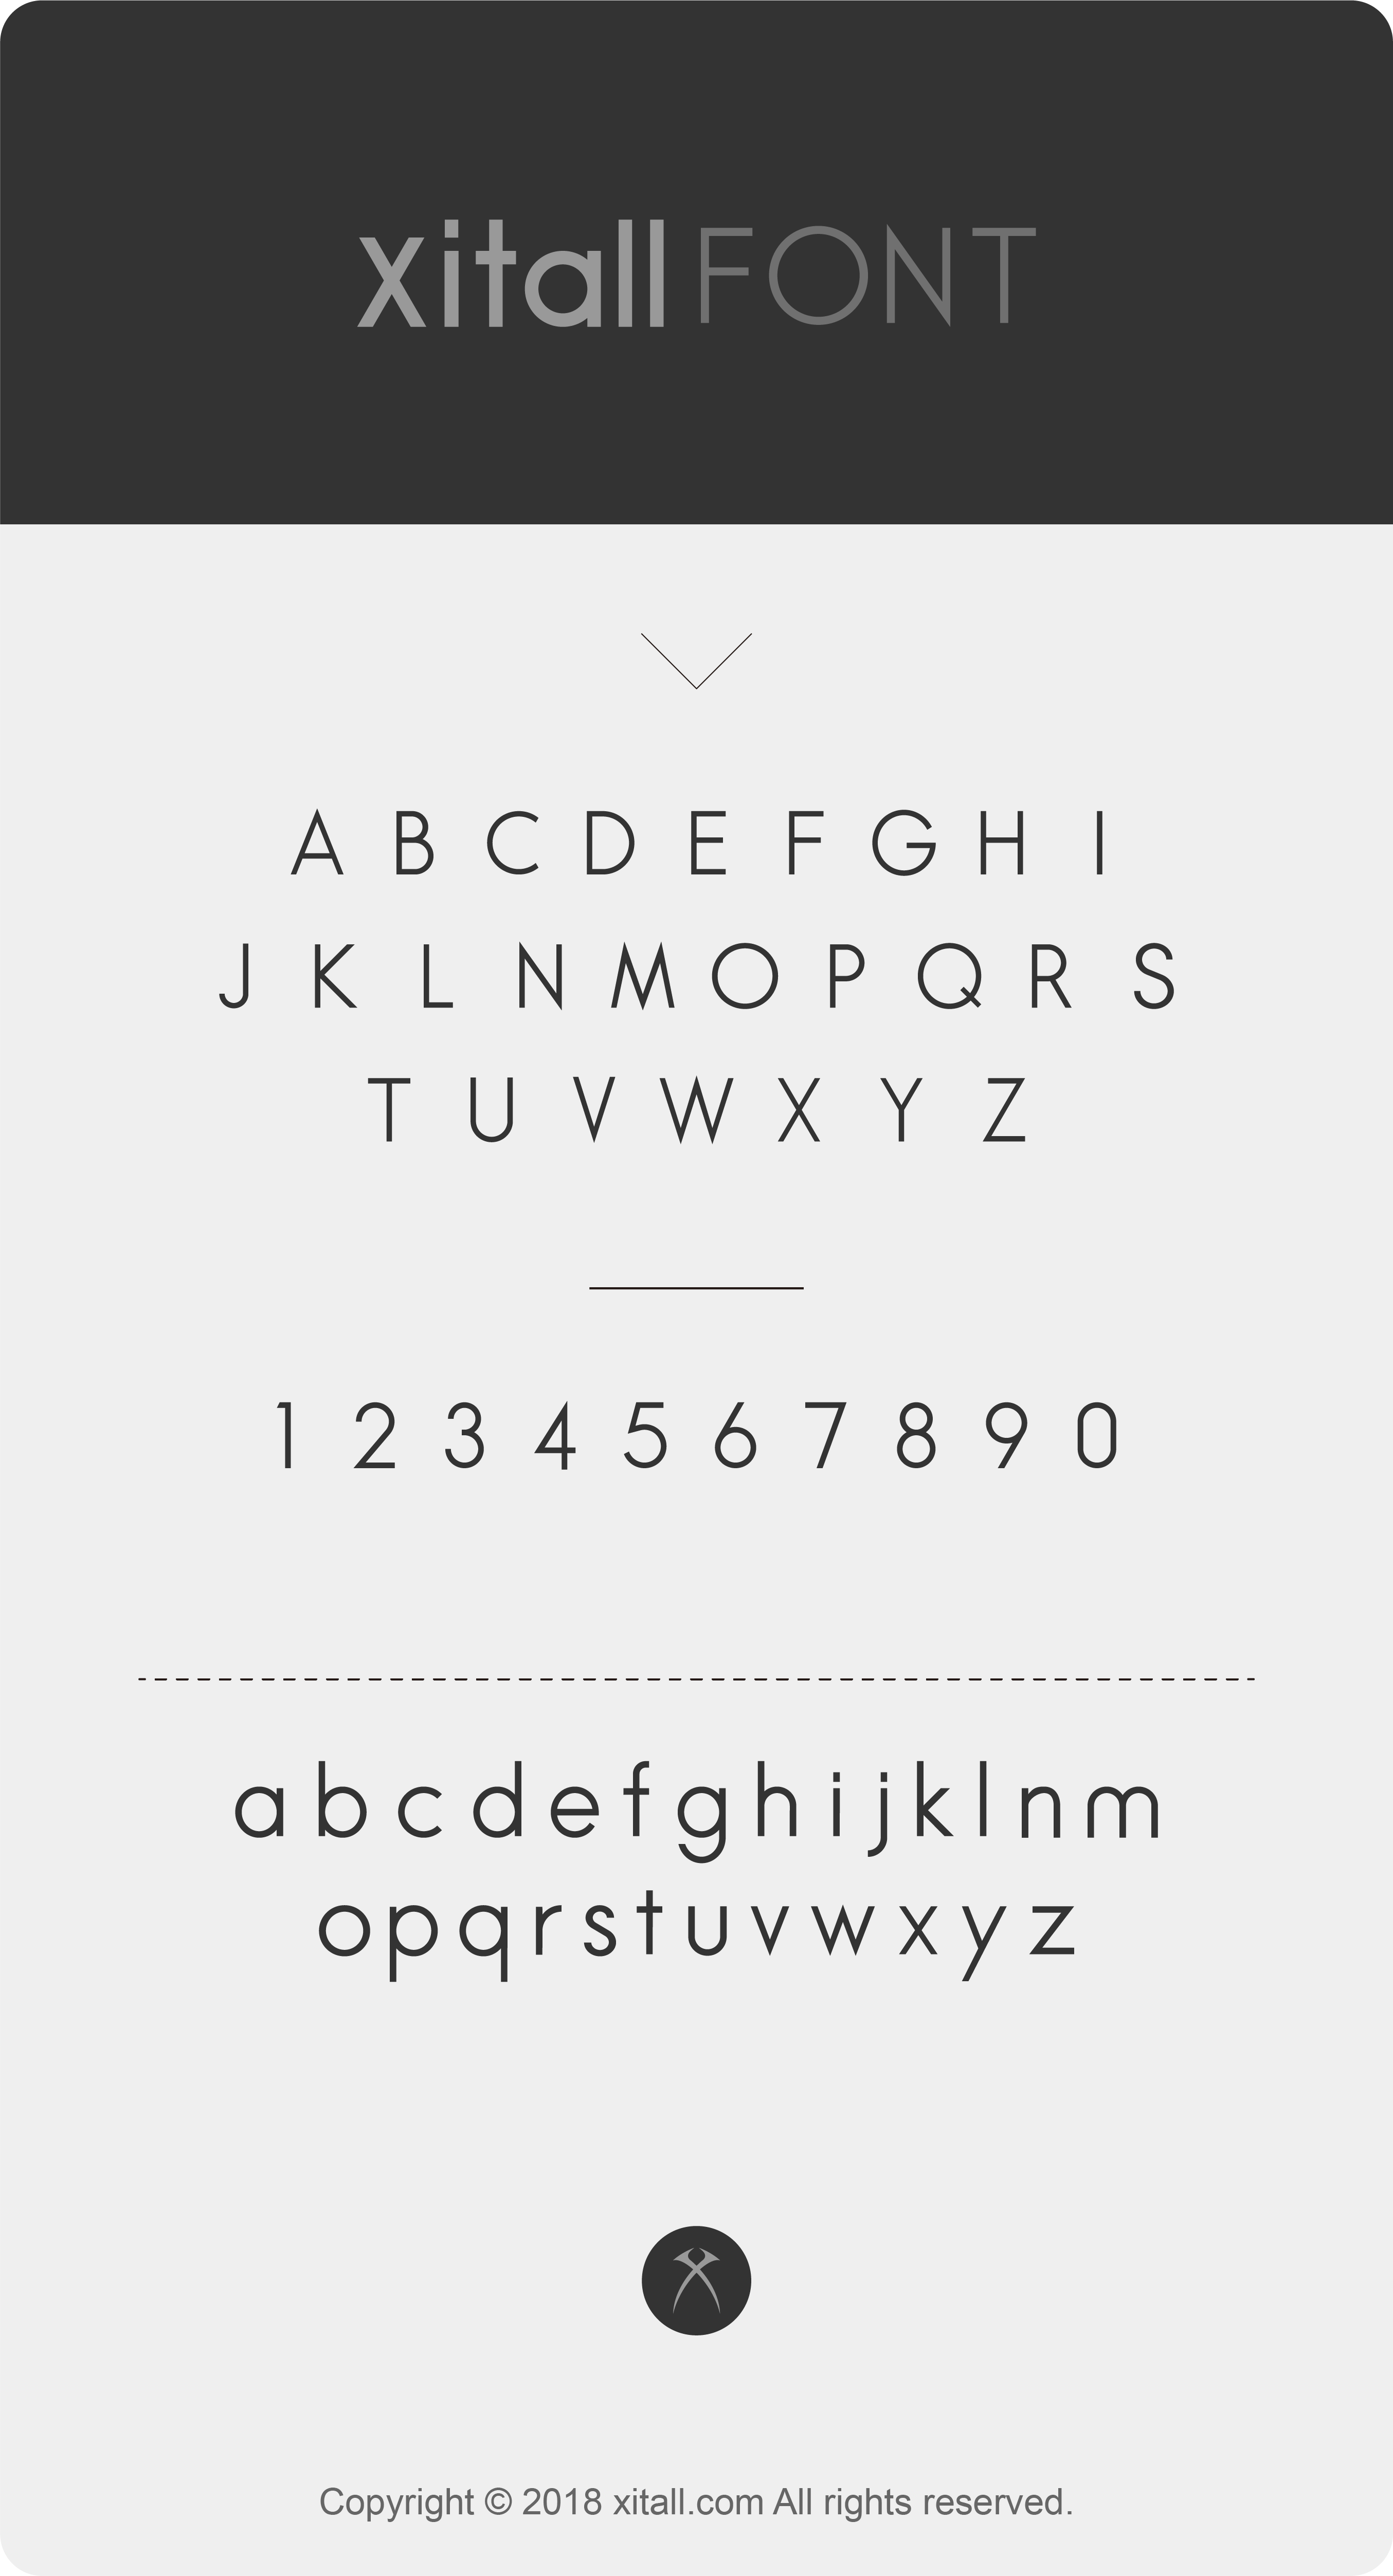 xitall FONT
A B C D E F G H I
J K L N M O P Q R S
T U V W X Y Z
1 2 3 4 5 6 7 8 9 0
a b c d e f g h i j k l n m
o p q r s t u v w x y z
Copyright © 2018 xitall.com All rights reserved.